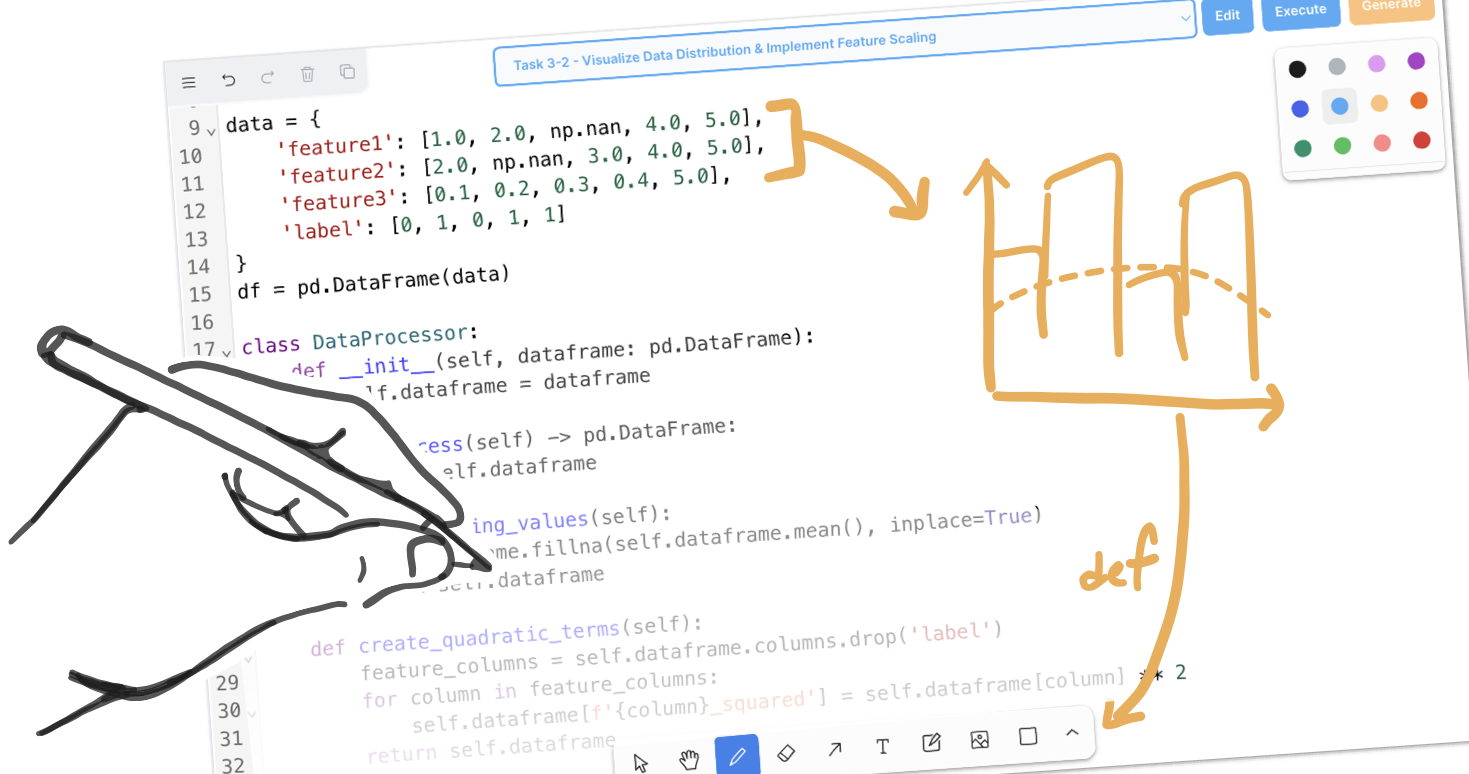 Task 3-2 - Visualize Data Distribution & Implement Feature Scaling
Edit
Execute
Generate
9 data = {
10 'feature1': [1.0, 2.0, np.nan, 4.0, 5.0],
11 'feature2': [2.0, np.nan, 3.0, 4.0, 5.0],
12 'feature3': [0.1, 0.2, 0.3, 0.4, 5.0],
13 'label': [0, 1, 0, 1, 1]
14 }
15 df = pd.DataFrame(data)
16
17 class DataProcessor:
def __init__(self, dataframe: pd.DataFrame):
lf.dataframe = dataframe
cess(self) -> pd.DataFrame:
elf.dataframe
ing_values(self):
me.fillna(self.dataframe.mean(), inplace=True)
self.dataframe
def
def create_quadratic_terms(self):
29 feature_columns = self.dataframe.columns.drop('label')
30 for column in feature_columns:
31 self.dataframe[f'{column}_squared'] = self.dataframe[column] ** 2
32 return self.dataframe
T